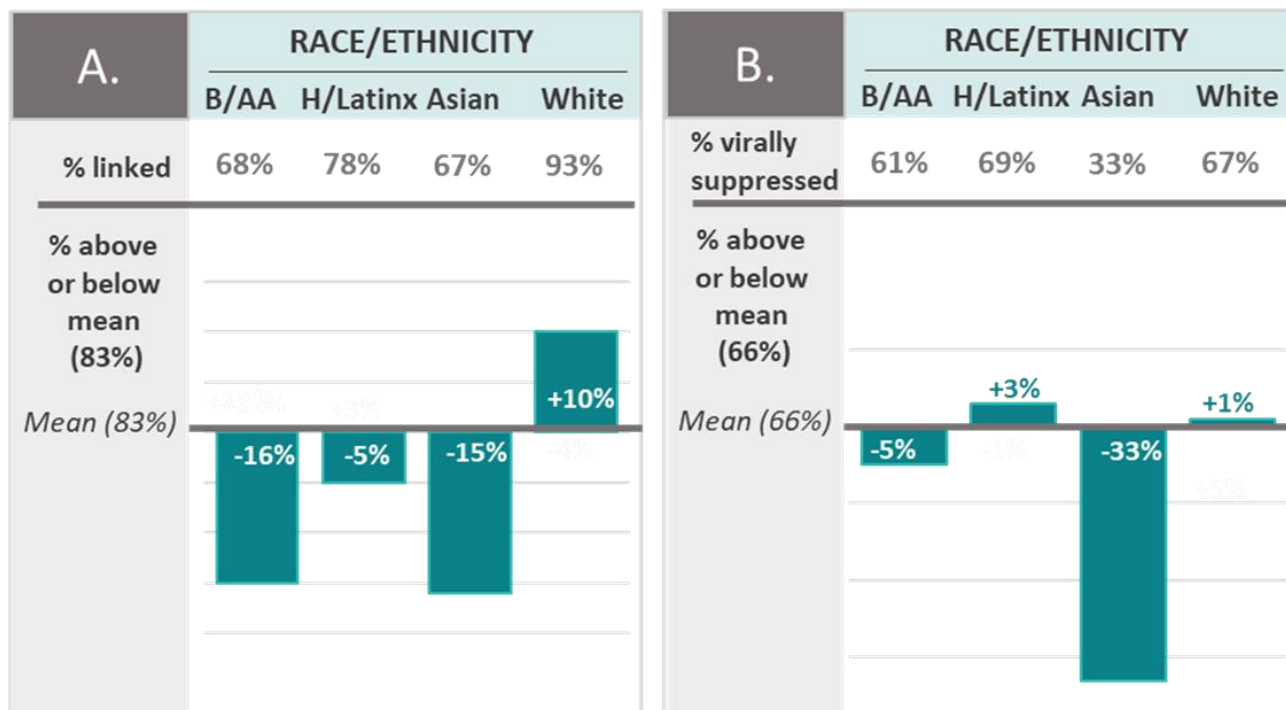 A.
RACE/ETHNICITY
B/AA H/Latinx Asian White
% linked 68% 78% 67% 93%
% above
or below
mean
(83%)
Mean (83%)
-16% -5% -15% +10%
B.
RACE/ETHNICITY
B/AA H/Latinx Asian White
% virally
suppressed
61% 69% 33% 67%
% above
or below
mean
(66%)
Mean (66%)
-5% +3% -33% +1%